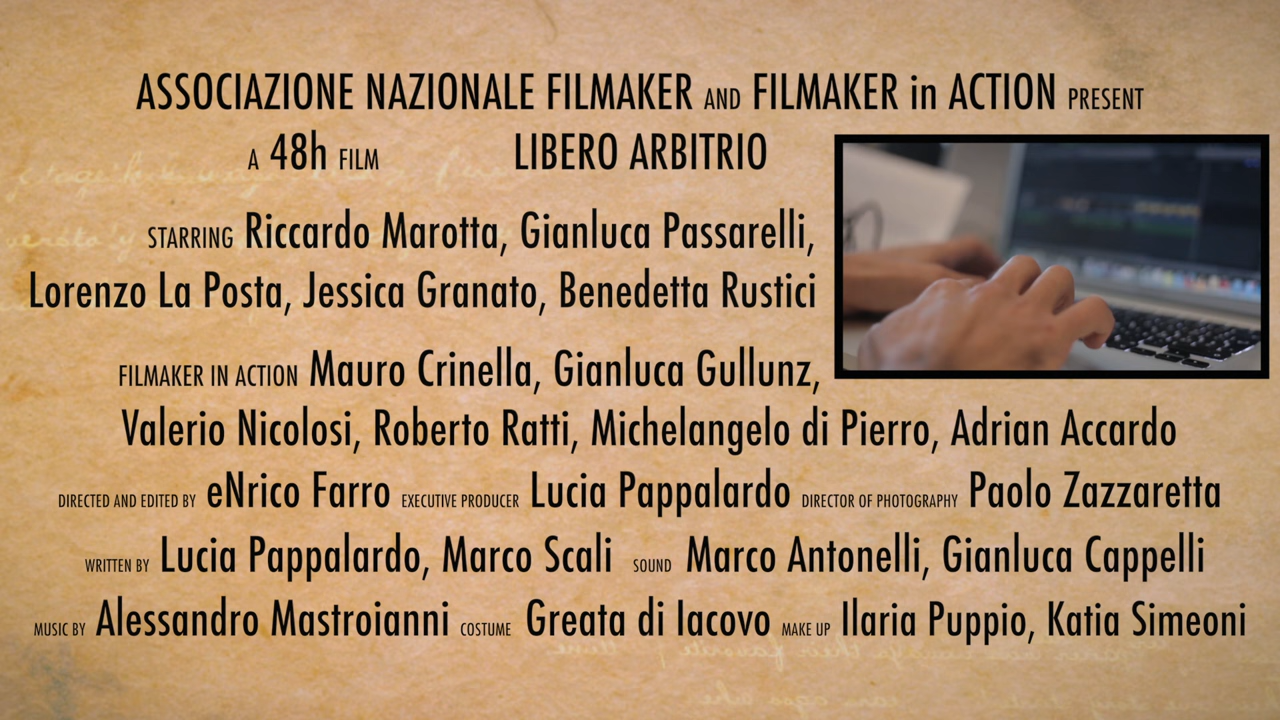 ASSOCIAZIONE NAZIONALE FILMAKER AND FILMAKER in ACTION PRESENT
A 48h FILM LIBERO ARBITRIO
STARRING Riccardo Marotta, Gianluca Passarelli,
Lorenzo La Posta, Jessica Granato, Benedetta Rustici
FILMAKER IN ACTION Mauro Crinella, Gianluca Gullunz,
Valerio Nicolosi, Roberto Ratti, Michelangelo di Pierro, Adrian Accardo
DIRECTED AND EDITED BY eNrico Farro EXECUTIVE PRODUCER Lucia Pappalardo DIRECTOR OF PHOTOGRAPHY Paolo Zazzaretta
WRITTEN BY Lucia Pappalardo, Marco Scali SOUND Marco Antonelli, Gianluca Cappelli
MUSIC BY Alessandro Mastroianni COSTUME Greata di Iacovo MAKE UP Ilaria Puppio, Katia Simeoni